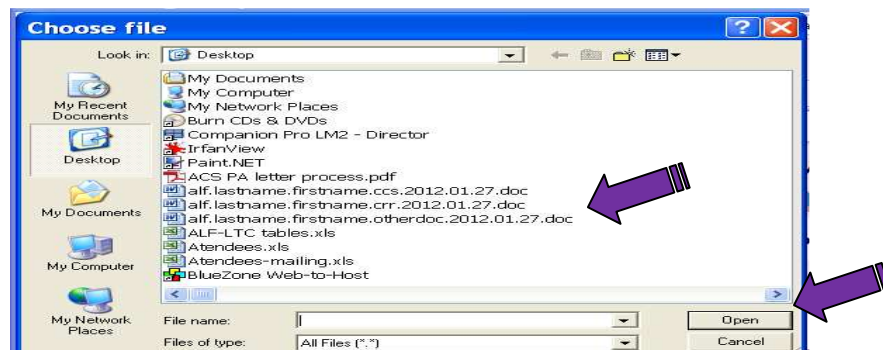 Choose file
Look in: Desktop
My Recent Documents
Desktop
My Documents
My Computer
My Network Places
My Documents
My Computer
My Network Places
Burn CDs & DVDs
Companion Pro LM2 - Director
IrfanView
Paint.NET
ACS PA letter process.pdf
alf.lastname.firstname.ccs.2012.01.27.doc
alf.lastname.firstname.crr.2012.01.27.doc
alf.lastname.firstname.otherdoc.2012.01.27.doc
ALF-LTC tables.xls
Atendees.xls
Atendees-mailing.xls
BlueZone Web-to-Host
File name:
Open
Files of type: All Files (*.*)
Cancel